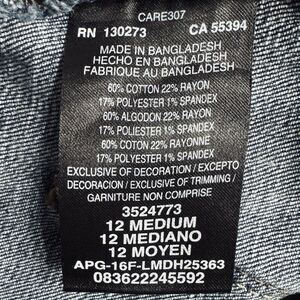 CARE307
RN 130273 CA 55394
MADE IN BANGLADESH
HECHO EN BANGLADESH
FABRIQUE AU BANGLADESH
60% COTTON 22% RAYON
17% POLYESTER 1% SPANDEX
60% ALGODON 22% RAYON
17% POLIESTER 1% SPANDEX
60% COTON 22% RAYONNE
17% POLYESTER 1% SPANDEX
EXCLUSIVE OF DECORATION / EXCEPTO
DECORACION / EXCLUSIVE OF TRIMMING /
GARNITURE NON COMPRISE
3524773
12 MEDIUM
12 MEDIANO
12 MOYEN
APG-16F-LMDH25363
083622245592